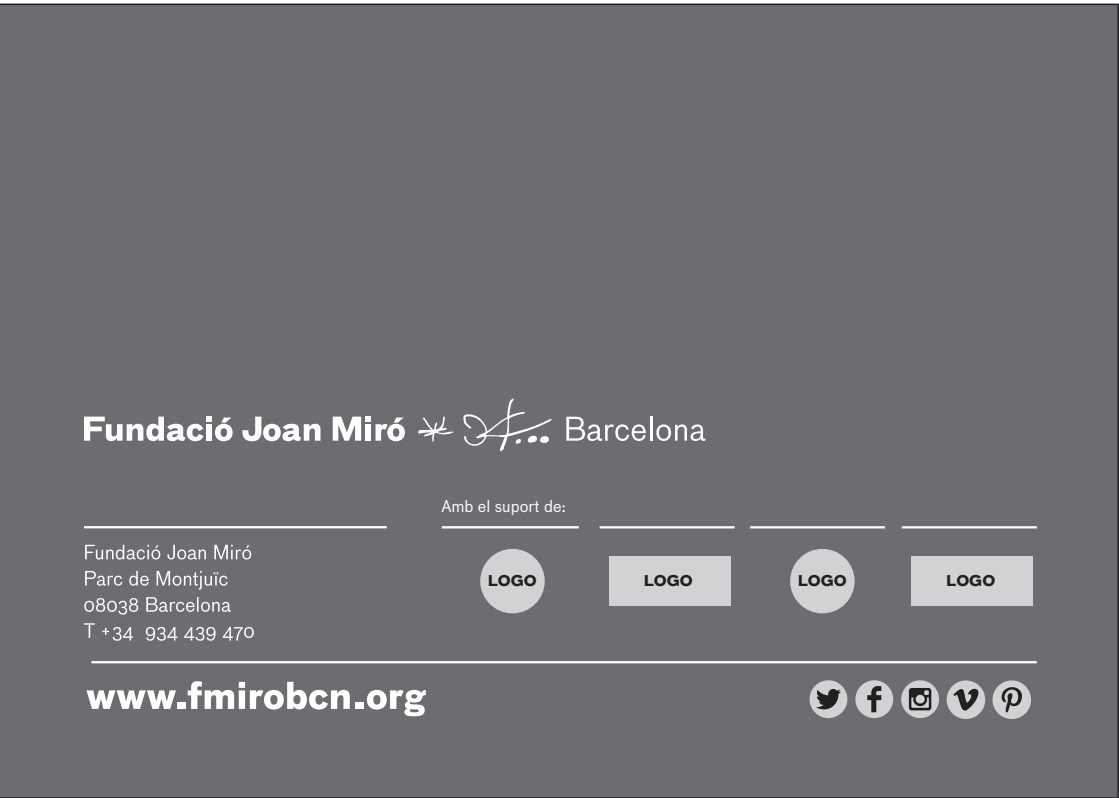 Fundació Joan Miró Barcelona
Amb el suport de:
Fundació Joan Miró
Parc de Montjuïc
08038 Barcelona
T +34 934 439 470
LOGO LOGO LOGO LOGO
www.fmirobcn.org